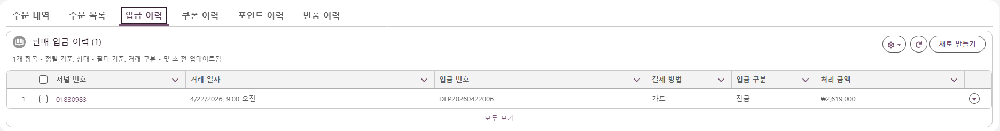 주문 내역 주문 목록 입금 이력 쿠폰 이력 포인트 이력 반품 이력
판매 입금 이력 (1)
새로 만들기
1개 항목 • 정렬 기준: 상태 • 필터 기준: 거래 구분 • 몇 초 전 업데이트됨
저널 번호 거래 일자 입금 번호 결제 방법 입금 구분 처리 금액
1 01830983 4/22/2026, 9:00 오전 DEP20260422006 카드 잔금 ₩2,619,000
모두 보기